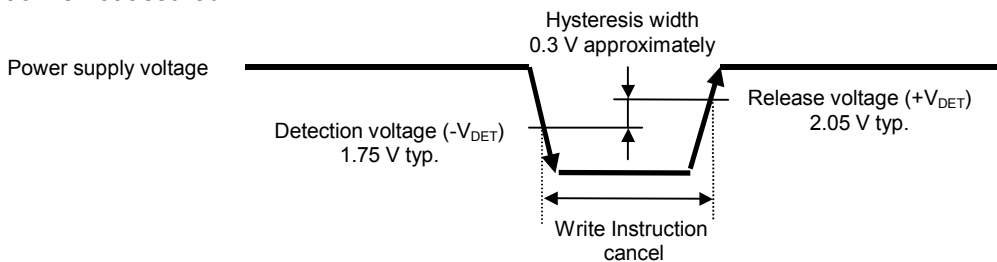 Hysteresis width
0.3 V approximately
Power supply voltage
Release voltage (+VDET)
2.05 V typ.
Detection voltage (-VDET)
1.75 V typ.
Write Instruction
cancel